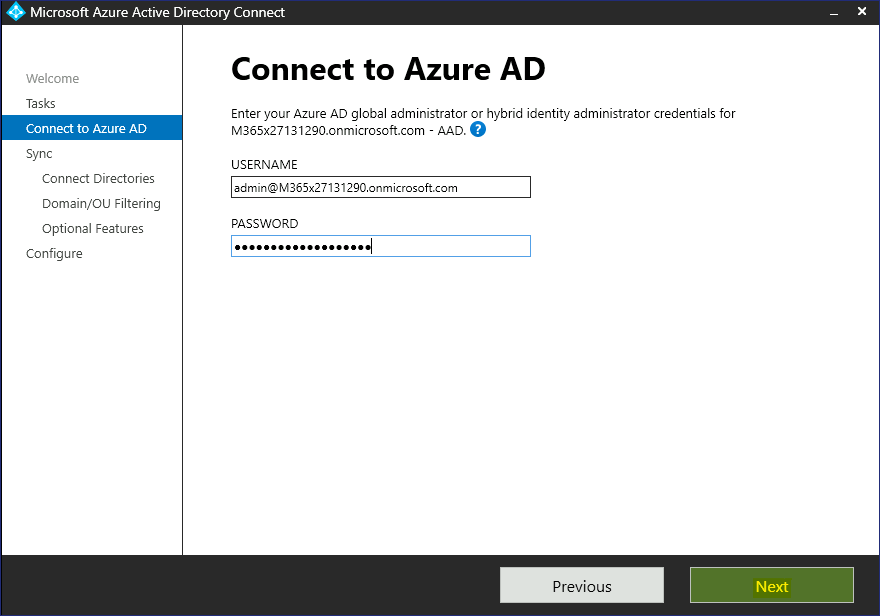 Microsoft Azure Active Directory Connect
Welcome
Tasks
Connect to Azure AD
Sync
Connect Directories
Domain/OU Filtering
Optional Features
Configure
Connect to Azure AD
Enter your Azure AD global administrator or hybrid identity administrator credentials for
M365x27131290.onmicrosoft.com - AAD. ?
USERNAME
admin@M365x27131290.onmicrosoft.com
PASSWORD
●●●●●●●●●●●●●●●●●●●
Previous
Next